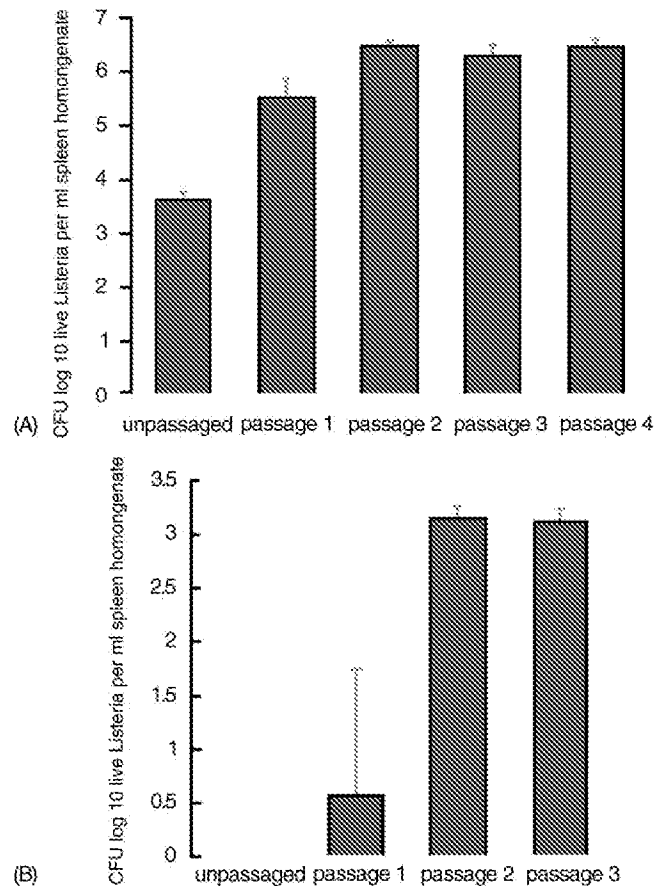 CFU log 10 live Listeria per ml spleen homongenate
7
6
5
4
3
2
1
0
(A)
unpassaged passage 1 passage 2 passage 3 passage 4
CFU log 10 live Listeria per ml spleen homongenate
3.5
3
2.5
2
1.5
1
0.5
0
(B)
unpassaged passage 1 passage 2 passage 3